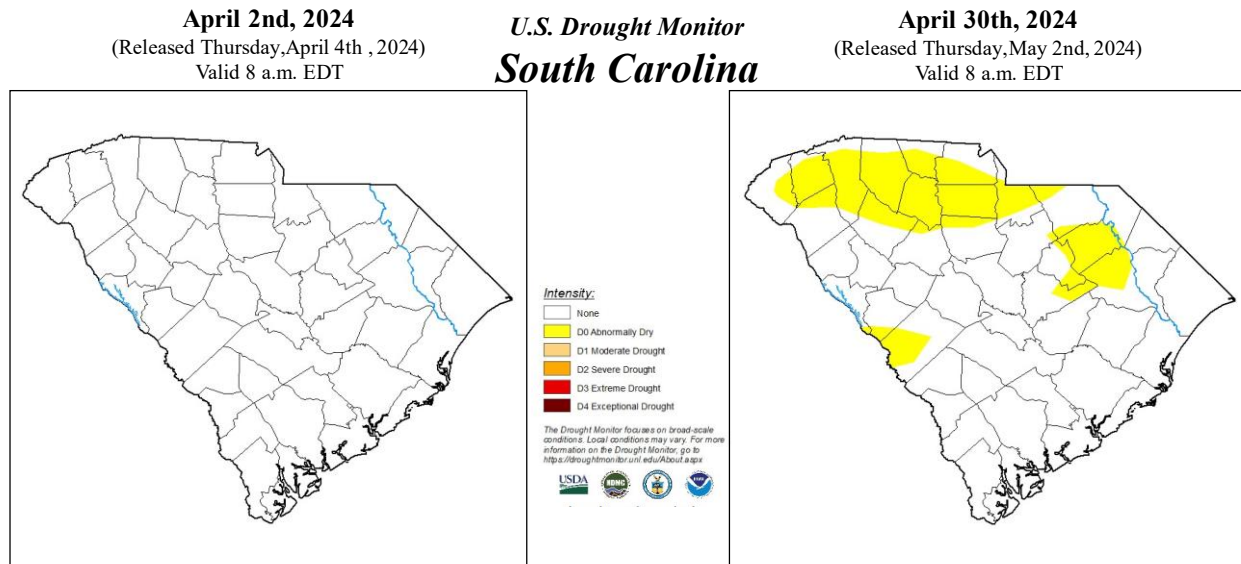 April 2nd, 2024
(Released Thursday,April 4th , 2024)
Valid 8 a.m. EDT
U.S. Drought Monitor
South Carolina
April 30th, 2024
(Released Thursday,May 2nd, 2024)
Valid 8 a.m. EDT
Intensity:
None
D0 Abnormally Dry
D1 Moderate Drought
D2 Severe Drought
D3 Extreme Drought
D4 Exceptional Drought
The Drought Monitor focuses on broad-scale
conditions. Local conditions may vary. For more
information on the Drought Monitor, go to
https://droughtmonitor.unl.edu/About.aspx
USDA
NDMC